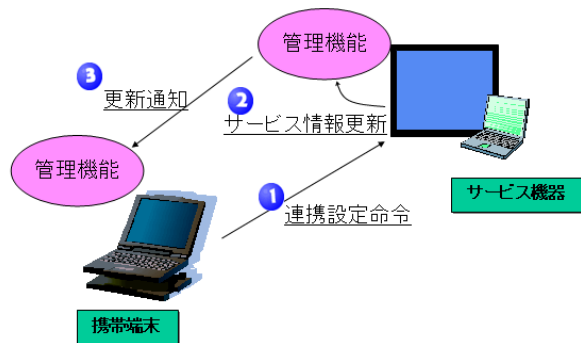 管理機能
3
更新通知
2
サービス情報更新
管理機能
1
連携設定命令
サービス機器
携帯端末